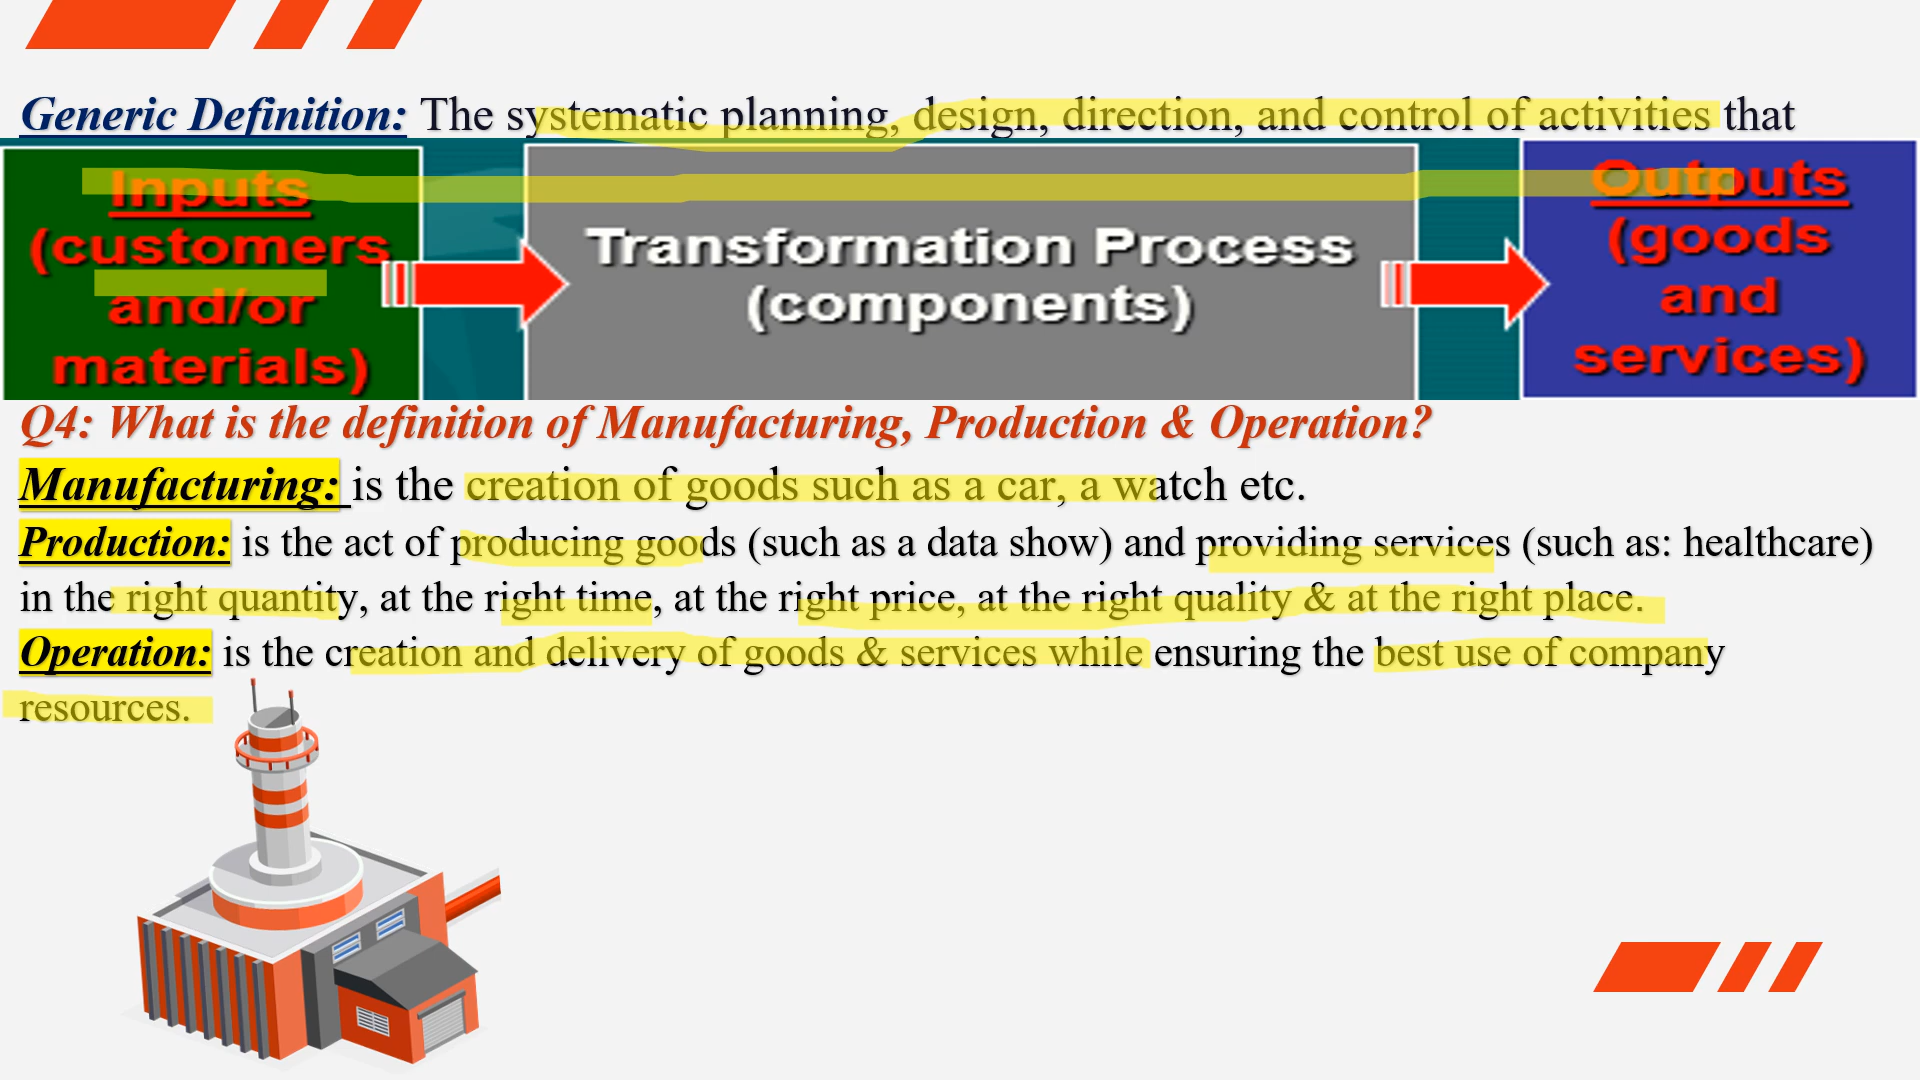 Generic Definition: The systematic planning, design, direction, and control of activities that
Inputs
(customers
and/or
materials)
Transformation Process
(components)
Outputs
(goods
and
services)
Q4: What is the definition of Manufacturing, Production & Operation?
Manufacturing: is the creation of goods such as a car, a watch etc.
Production: is the act of producing goods (such as a data show) and providing services (such as: healthcare)
in the right quantity, at the right time, at the right price, at the right quality & at the right place.
Operation: is the creation and delivery of goods & services while ensuring the best use of company
resources.